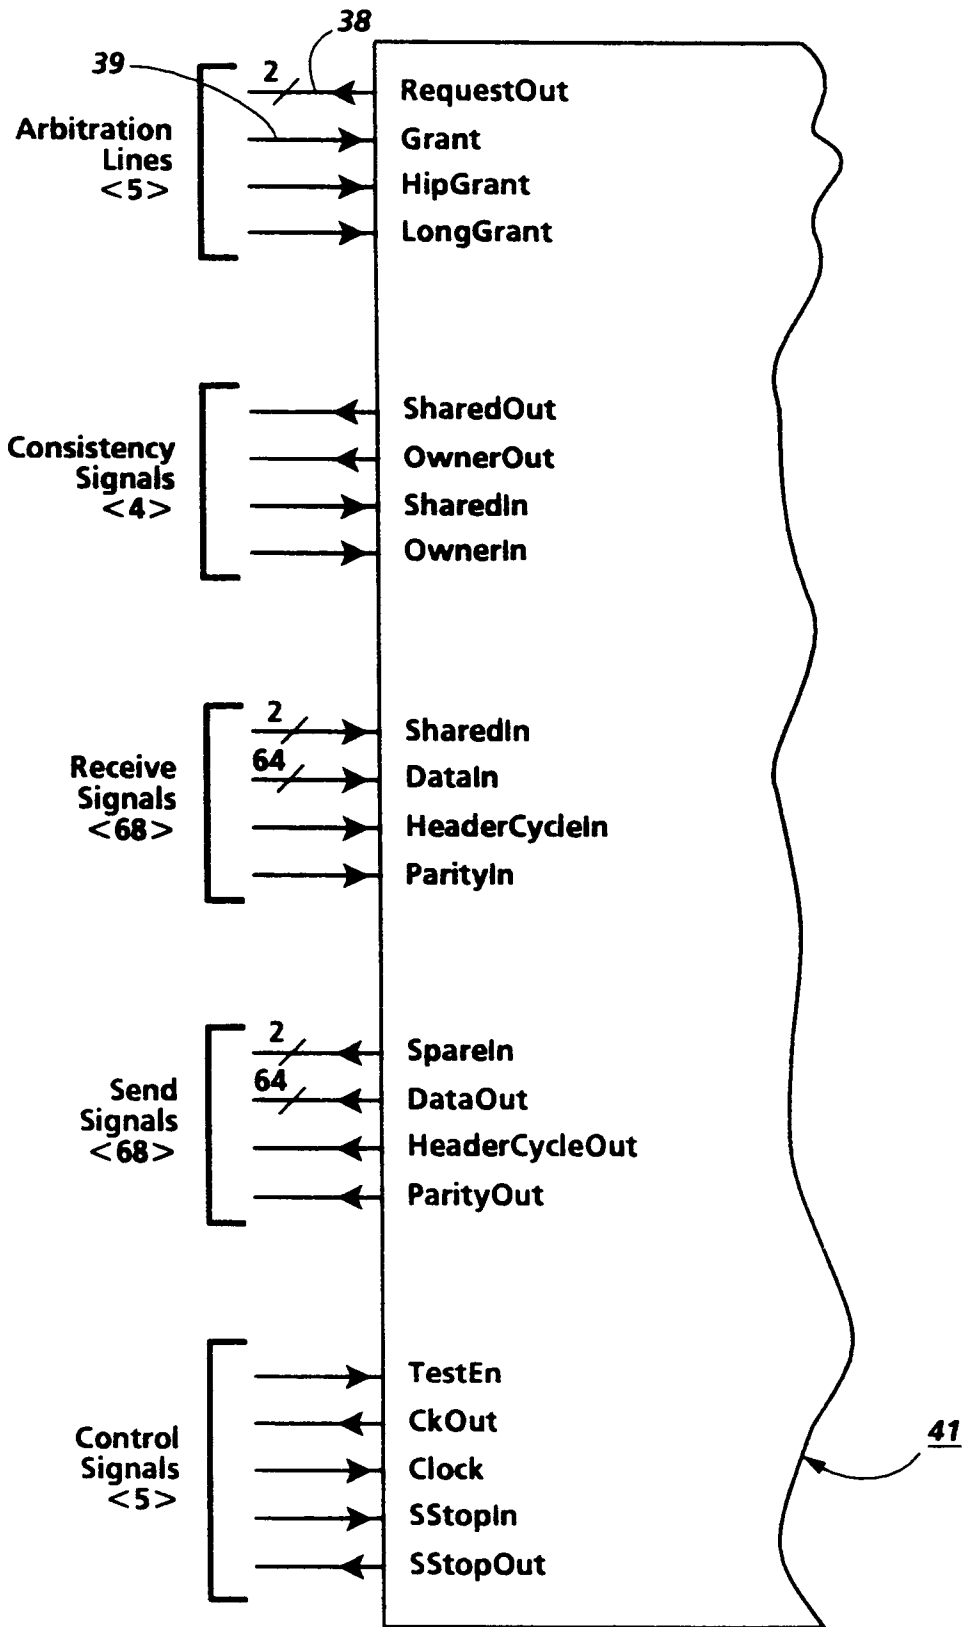 38
39
2
RequestOut
Grant
HipGrant
LongGrant
Arbitration
Lines
<5>
SharedOut
OwnerOut
SharedIn
OwnerIn
Consistency
Signals
<4>
2
SharedIn
64
DataIn
HeaderCycleIn
ParityIn
Receive
Signals
<68>
2
SpareIn
64
DataOut
HeaderCycleOut
ParityOut
Send
Signals
<68>
TestEn
CkOut
Clock
SStopIn
SStopOut
Control
Signals
<5>
41